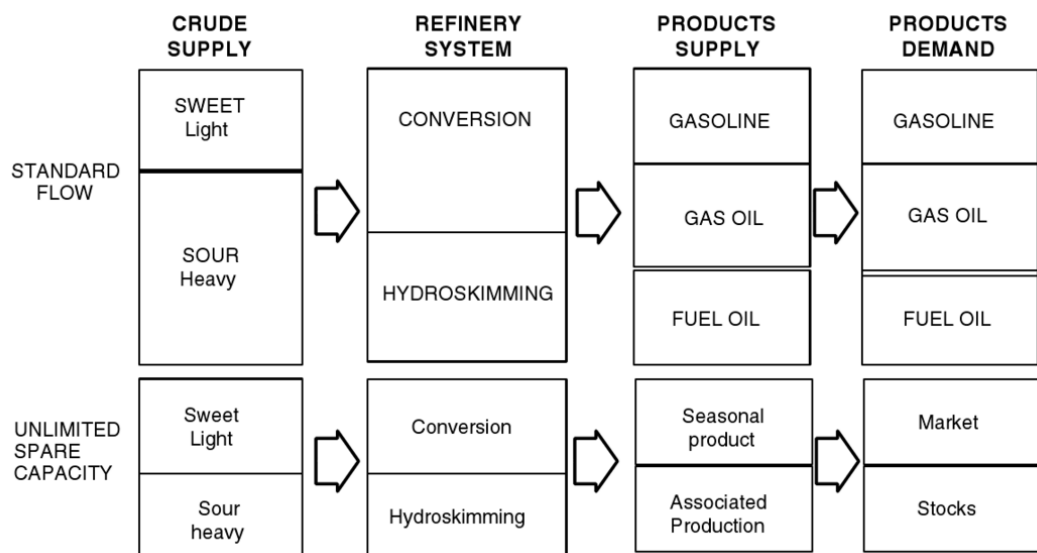 CRUDE
SUPPLY
REFINERY
SYSTEM
PRODUCTS
SUPPLY
PRODUCTS
DEMAND
STANDARD
FLOW
SWEET
Light
SOUR
Heavy
CONVERSION
HYDROSKIMMING
GASOLINE
GAS OIL
FUEL OIL
GASOLINE
GAS OIL
FUEL OIL
UNLIMITED
SPARE
CAPACITY
Sweet
Light
Sour
heavy
Conversion
Hydroskimming
Seasonal
product
Associated
Production
Market
Stocks